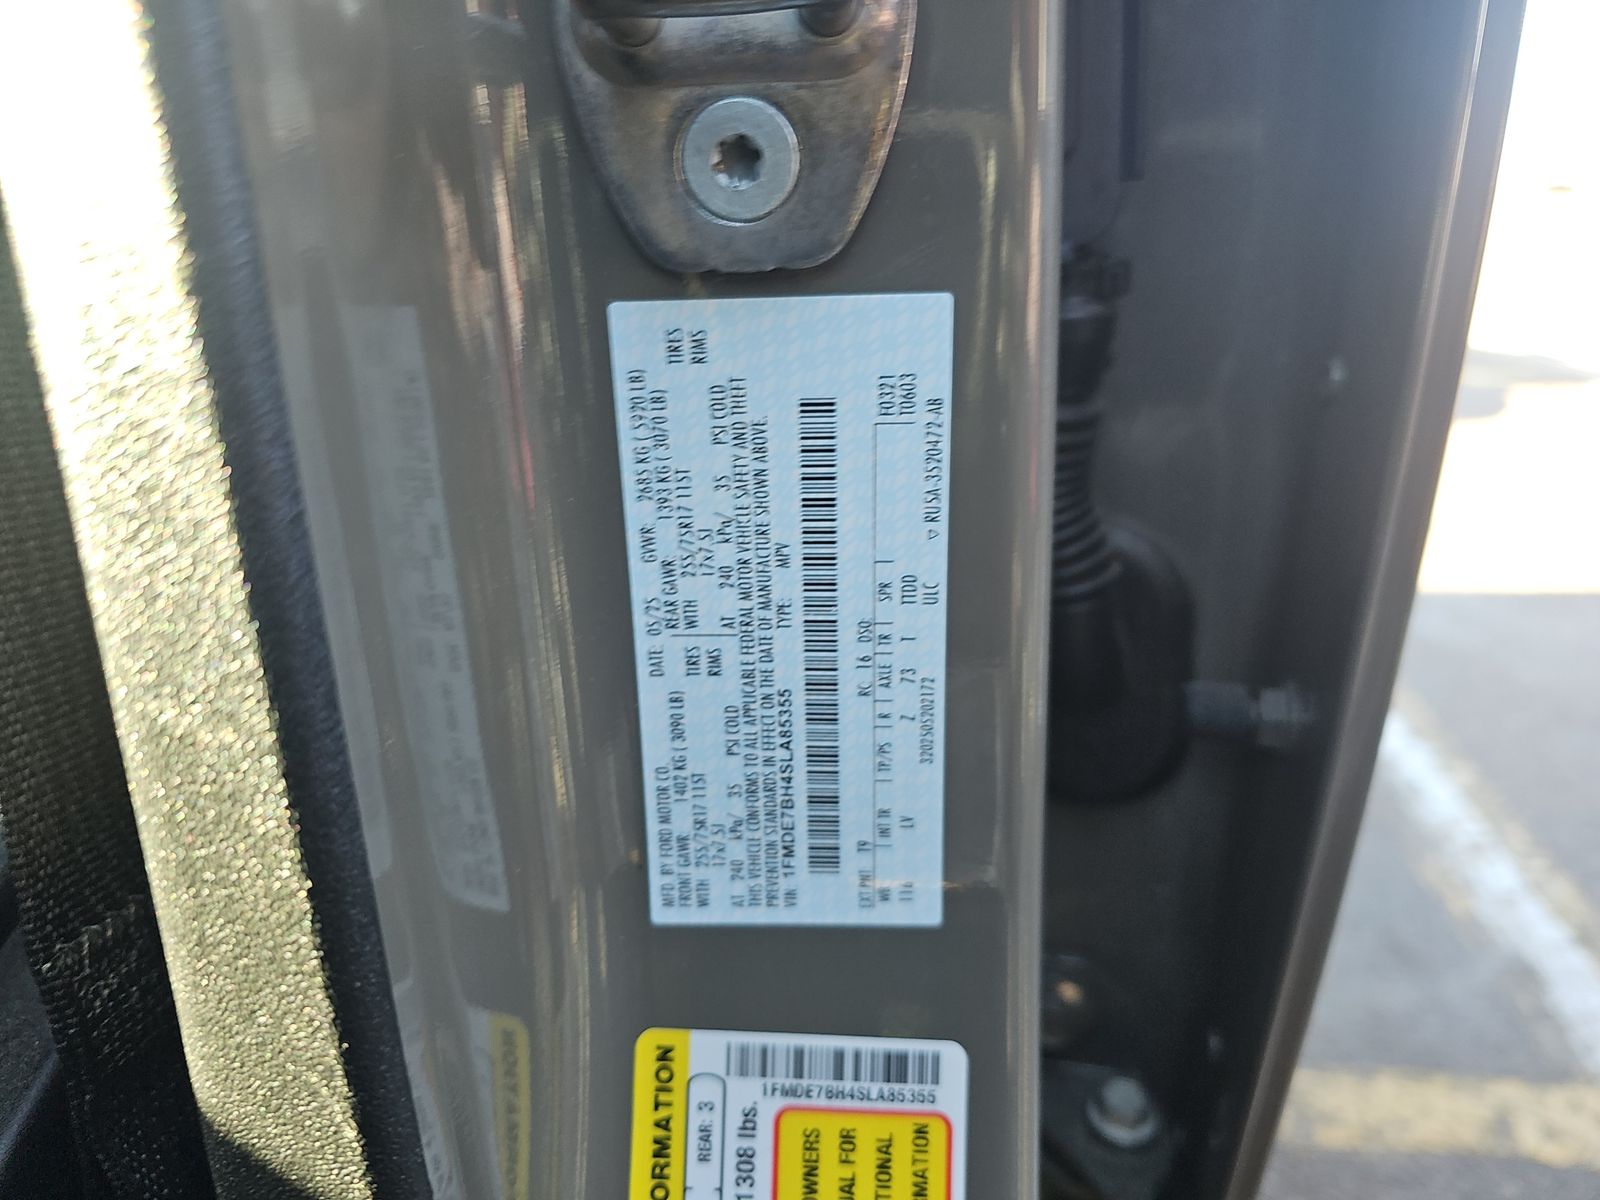 MFD. BY FORD MOTOR CO.
DATE: 05/25 GVWR: 2685 KG ( 5920 LB)
FRONT GAWR: 1402 KG ( 3090 LB)
REAR GAWR: 1393 KG ( 3070 LB)
WITH 255/75R17 115T TIRES
WITH 255/75R17 115T TIRES
17x7.5J RIMS
17x7.5J RIMS
AT 240 kPa/ 35 PSI COLD
AT 240 kPa/ 35 PSI COLD
THIS VEHICLE CONFORMS TO ALL APPLICABLE FEDERAL MOTOR VEHICLE SAFETY AND THEFT
PREVENTION STANDARDS IN EFFECT ON THE DATE OF MANUFACTURE SHOWN ABOVE.
VIN: 1FMDE7BH4SLA85355 TYPE: MPV
EXT PNT: T9 RC: 16 DSO: F0321
WB INT TR TP/PS R AXLE TR SPR T0603
116 LV Z 73 T TTDD
3202505202172 ULC ▽ RU5A-3520472-AB
ORMATION
REAR: 3
1308 lbs.
1FMDE7BH4SLA85355
OWNERS
UAL FOR
TIONAL
RMATION